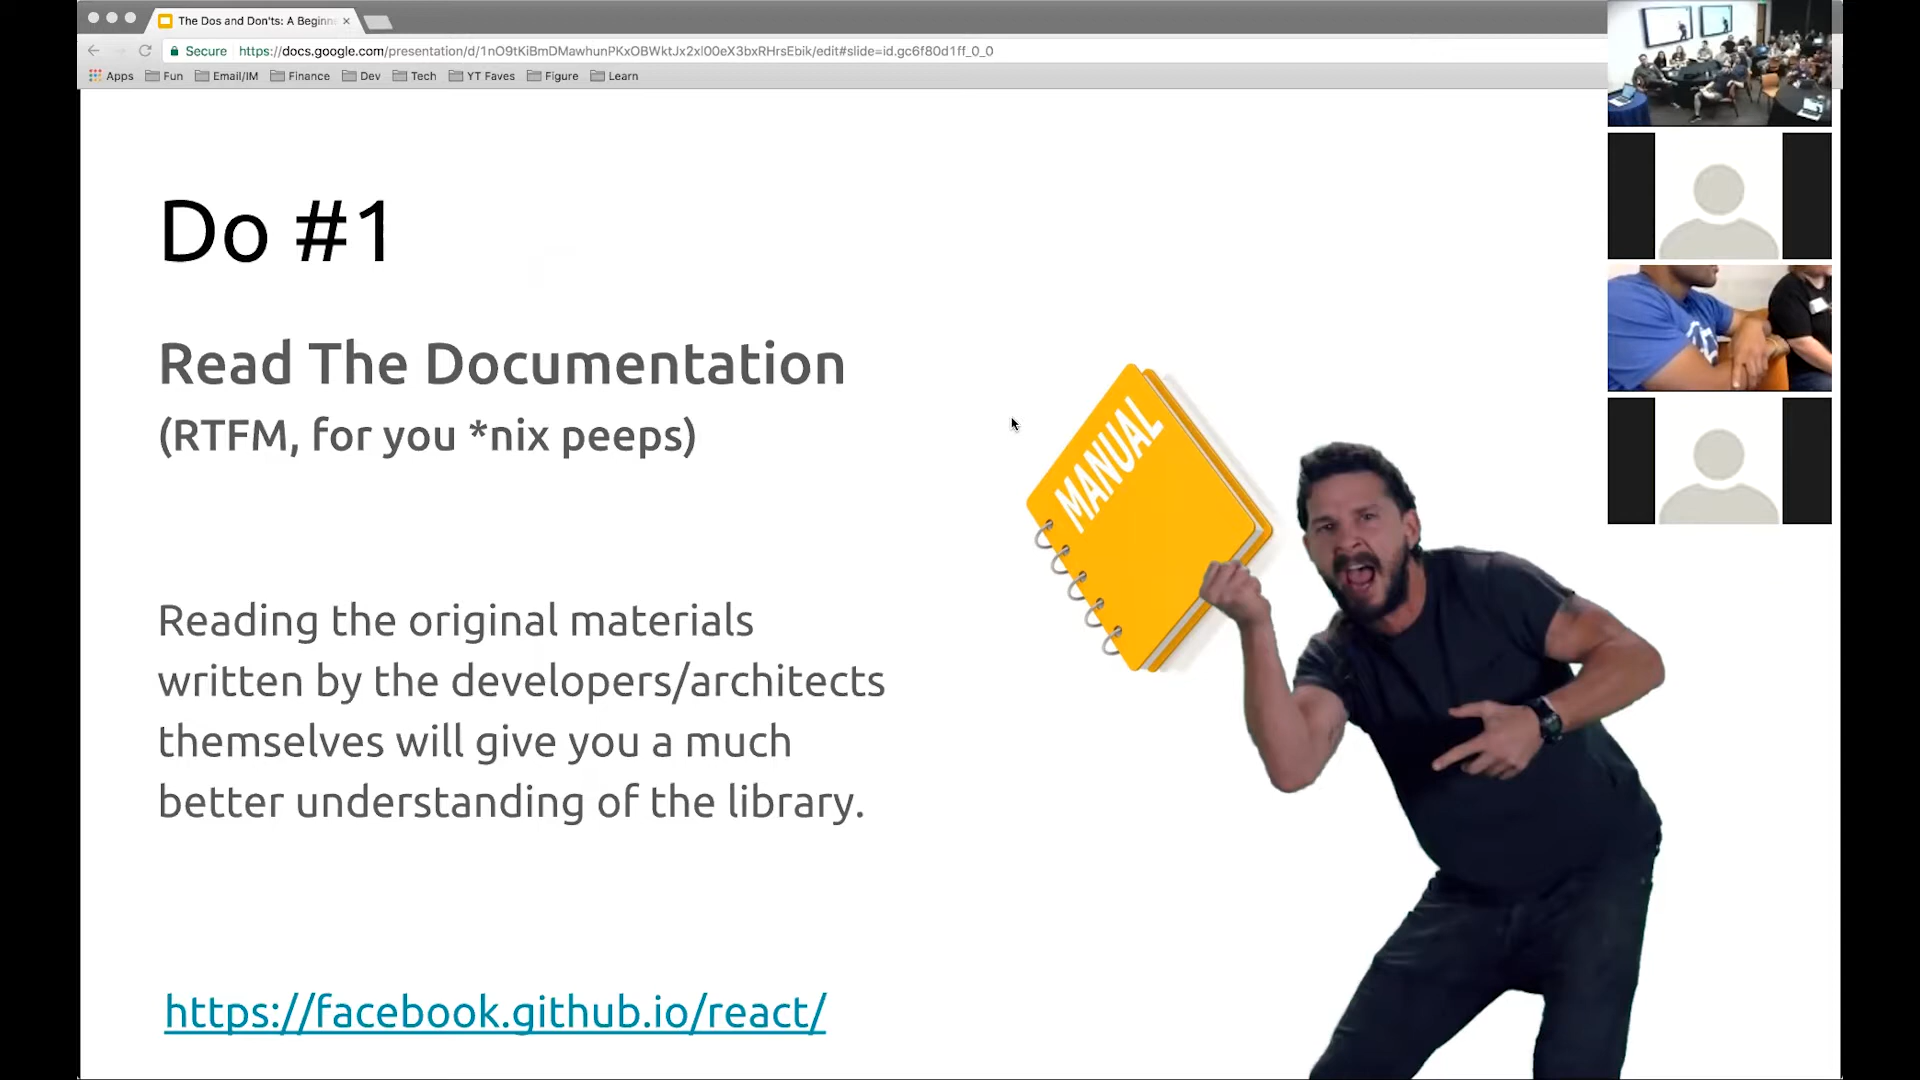 The Dos and Don'ts: A Beginne
Secure https://docs.google.com/presentation/d/1nO9tKiBmDMawhunPKxOBWktJx2xl00eX3bxRHrsEbik/edit#slide=id.gc6f80d1ff_0_0
Apps Fun Email/IM Finance Dev Tech YT Faves Figure Learn
Do #1
Read The Documentation
(RTFM, for you *nix peeps)
MANUAL
Reading the original materials
written by the developers/architects
themselves will give you a much
better understanding of the library.
https://facebook.github.io/react/